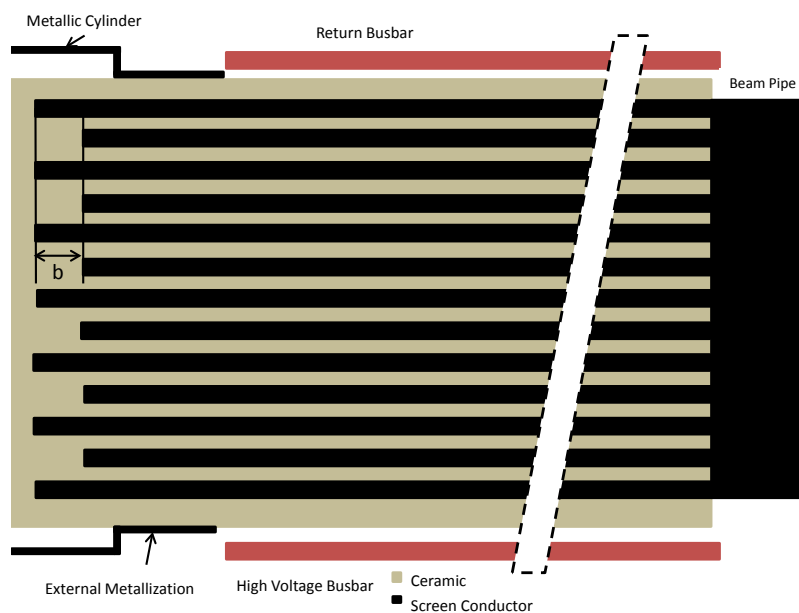 Metallic Cylinder
Return Busbar
Beam Pipe
b
External Metallization
High Voltage Busbar
Ceramic
Screen Conductor